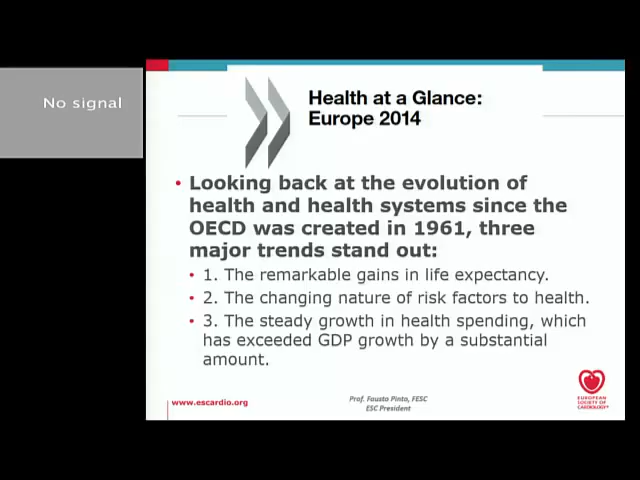 No signal
Health at a Glance:
Europe 2014
• Looking back at the evolution of
health and health systems since the
OECD was created in 1961, three
major trends stand out:
• 1. The remarkable gains in life expectancy.
• 2. The changing nature of risk factors to health.
• 3. The steady growth in health spending, which
has exceeded GDP growth by a substantial
amount.
www.escardio.org
Prof. Fausto Pinto, FESC
ESC President
EUROPEAN
SOCIETY OF
CARDIOLOGY®